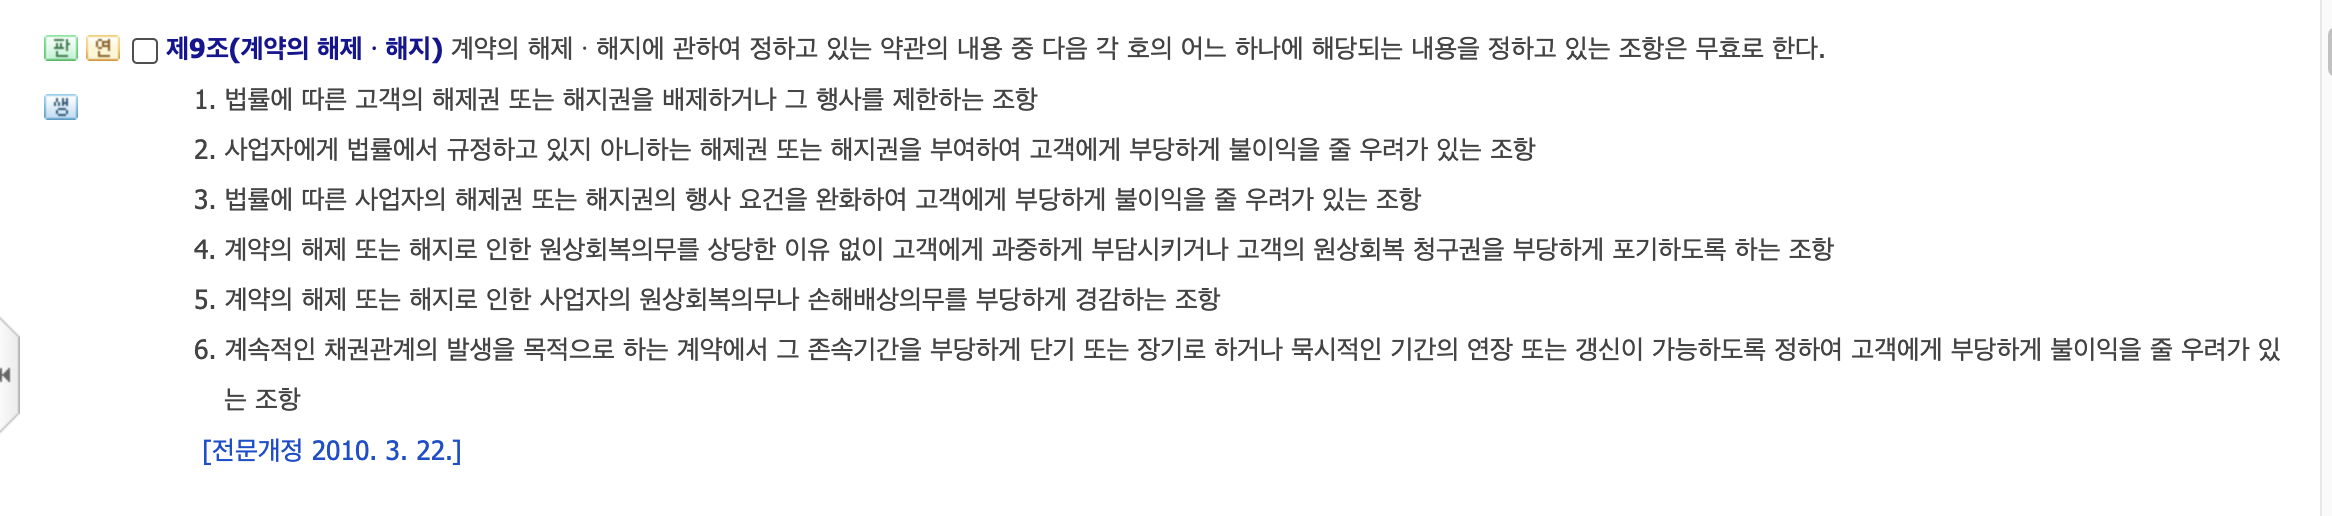 판 연 제9조(계약의 해제ㆍ해지) 계약의 해제ㆍ해지에 관하여 정하고 있는 약관의 내용 중 다음 각 호의 어느 하나에 해당되는 내용을 정하고 있는 조항은 무효로 한다.
생 1. 법률에 따른 고객의 해제권 또는 해지권을 배제하거나 그 행사를 제한하는 조항
2. 사업자에게 법률에서 규정하고 있지 아니하는 해제권 또는 해지권을 부여하여 고객에게 부당하게 불이익을 줄 우려가 있는 조항
3. 법률에 따른 사업자의 해제권 또는 해지권의 행사 요건을 완화하여 고객에게 부당하게 불이익을 줄 우려가 있는 조항
4. 계약의 해제 또는 해지로 인한 원상회복의무를 상당한 이유 없이 고객에게 과중하게 부담시키거나 고객의 원상회복 청구권을 부당하게 포기하도록 하는 조항
5. 계약의 해제 또는 해지로 인한 사업자의 원상회복의무나 손해배상의무를 부당하게 경감하는 조항
6. 계속적인 채권관계의 발생을 목적으로 하는 계약에서 그 존속기간을 부당하게 단기 또는 장기로 하거나 묵시적인 기간의 연장 또는 갱신이 가능하도록 정하여 고객에게 부당하게 불이익을 줄 우려가 있
는 조항
[전문개정 2010. 3. 22.]